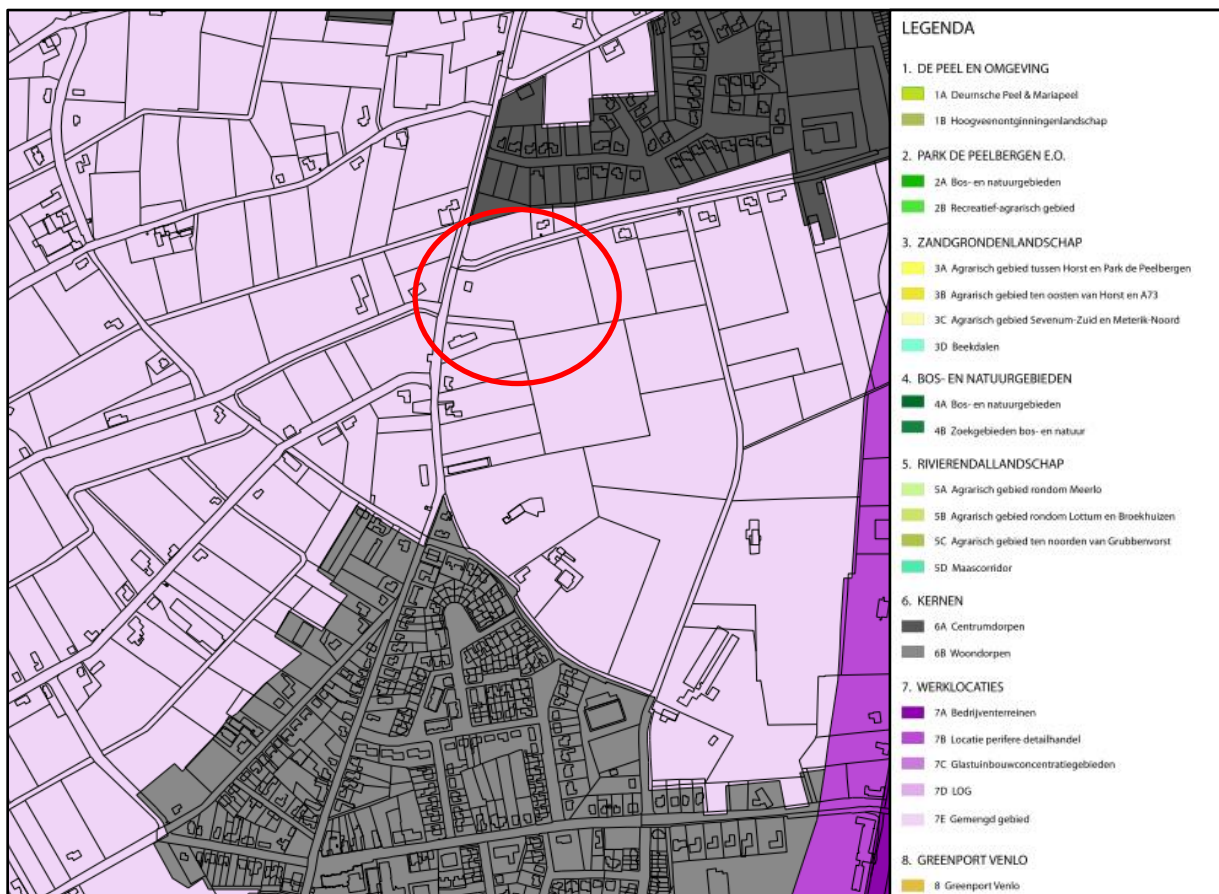 LEGENDA
1. DE PEEL EN OMGEVING
1A Deurnsche Peel & Mariapeel
1B Hoogveenontginningenlandschap
2. PARK DE PEELBERGEN E.O.
2A Bos- en natuurgebieden
2B Recreatief-agrarisch gebied
3. ZANDGRONDENLANDSCHAP
3A Agrarisch gebied tussen Horst en Park de Peelbergen
3B Agrarisch gebied ten oosten van Horst en A73
3C Agrarisch gebied Sevenum-Zuid en Meterik-Noord
3D Beekdalen
4. BOS- EN NATUURGEBIEDEN
4A Bos- en natuurgebieden
4B Zoekgebieden bos- en natuur
5. RIVIERENDALLANDSCHAP
5A Agrarisch gebied rondom Meerlo
5B Agrarisch gebied rondom Lottum en Broekhuizen
5C Agrarisch gebied ten noorden van Grubbenvorst
5D Maascorridor
6. KERNEN
6A Centrumdorpen
6B Woondorpen
7. WERKLOCATIES
7A Bedrijventerreinen
7B Locatie perifere detailhandel
7C Glastuinbouwconcentratiegebieden
7D LOG
7E Gemengd gebied
8. GREENPORT VENLO
8 Greenport Venlo